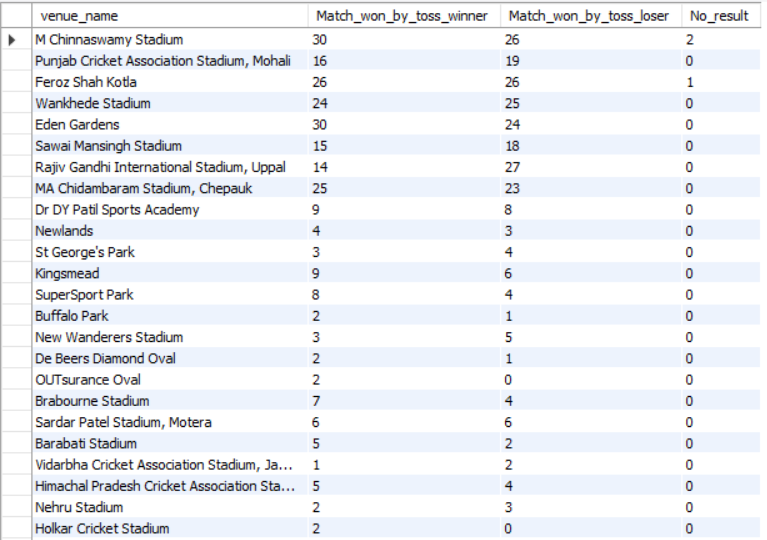 venue_name Match_won_by_toss_winner Match_won_by_toss_loser No_result
M Chinnaswamy Stadium 30 26 2
Punjab Cricket Association Stadium, Mohali 16 19 0
Feroz Shah Kotla 26 26 1
Wankhede Stadium 24 25 0
Eden Gardens 30 24 0
Sawai Mansingh Stadium 15 18 0
Rajiv Gandhi International Stadium, Uppal 14 27 0
MA Chidambaram Stadium, Chepauk 25 23 0
Dr DY Patil Sports Academy 9 8 0
Newlands 4 3 0
St George's Park 3 4 0
Kingsmead 9 6 0
SuperSport Park 8 4 0
Buffalo Park 2 1 0
New Wanderers Stadium 3 5 0
De Beers Diamond Oval 2 1 0
OUTsurance Oval 2 0 0
Brabourne Stadium 7 4 0
Sardar Patel Stadium, Motera 6 6 0
Barabati Stadium 5 2 0
Vidarbha Cricket Association Stadium, Ja... 1 2 0
Himachal Pradesh Cricket Association Sta... 5 4 0
Nehru Stadium 2 3 0
Holkar Cricket Stadium 2 0 0